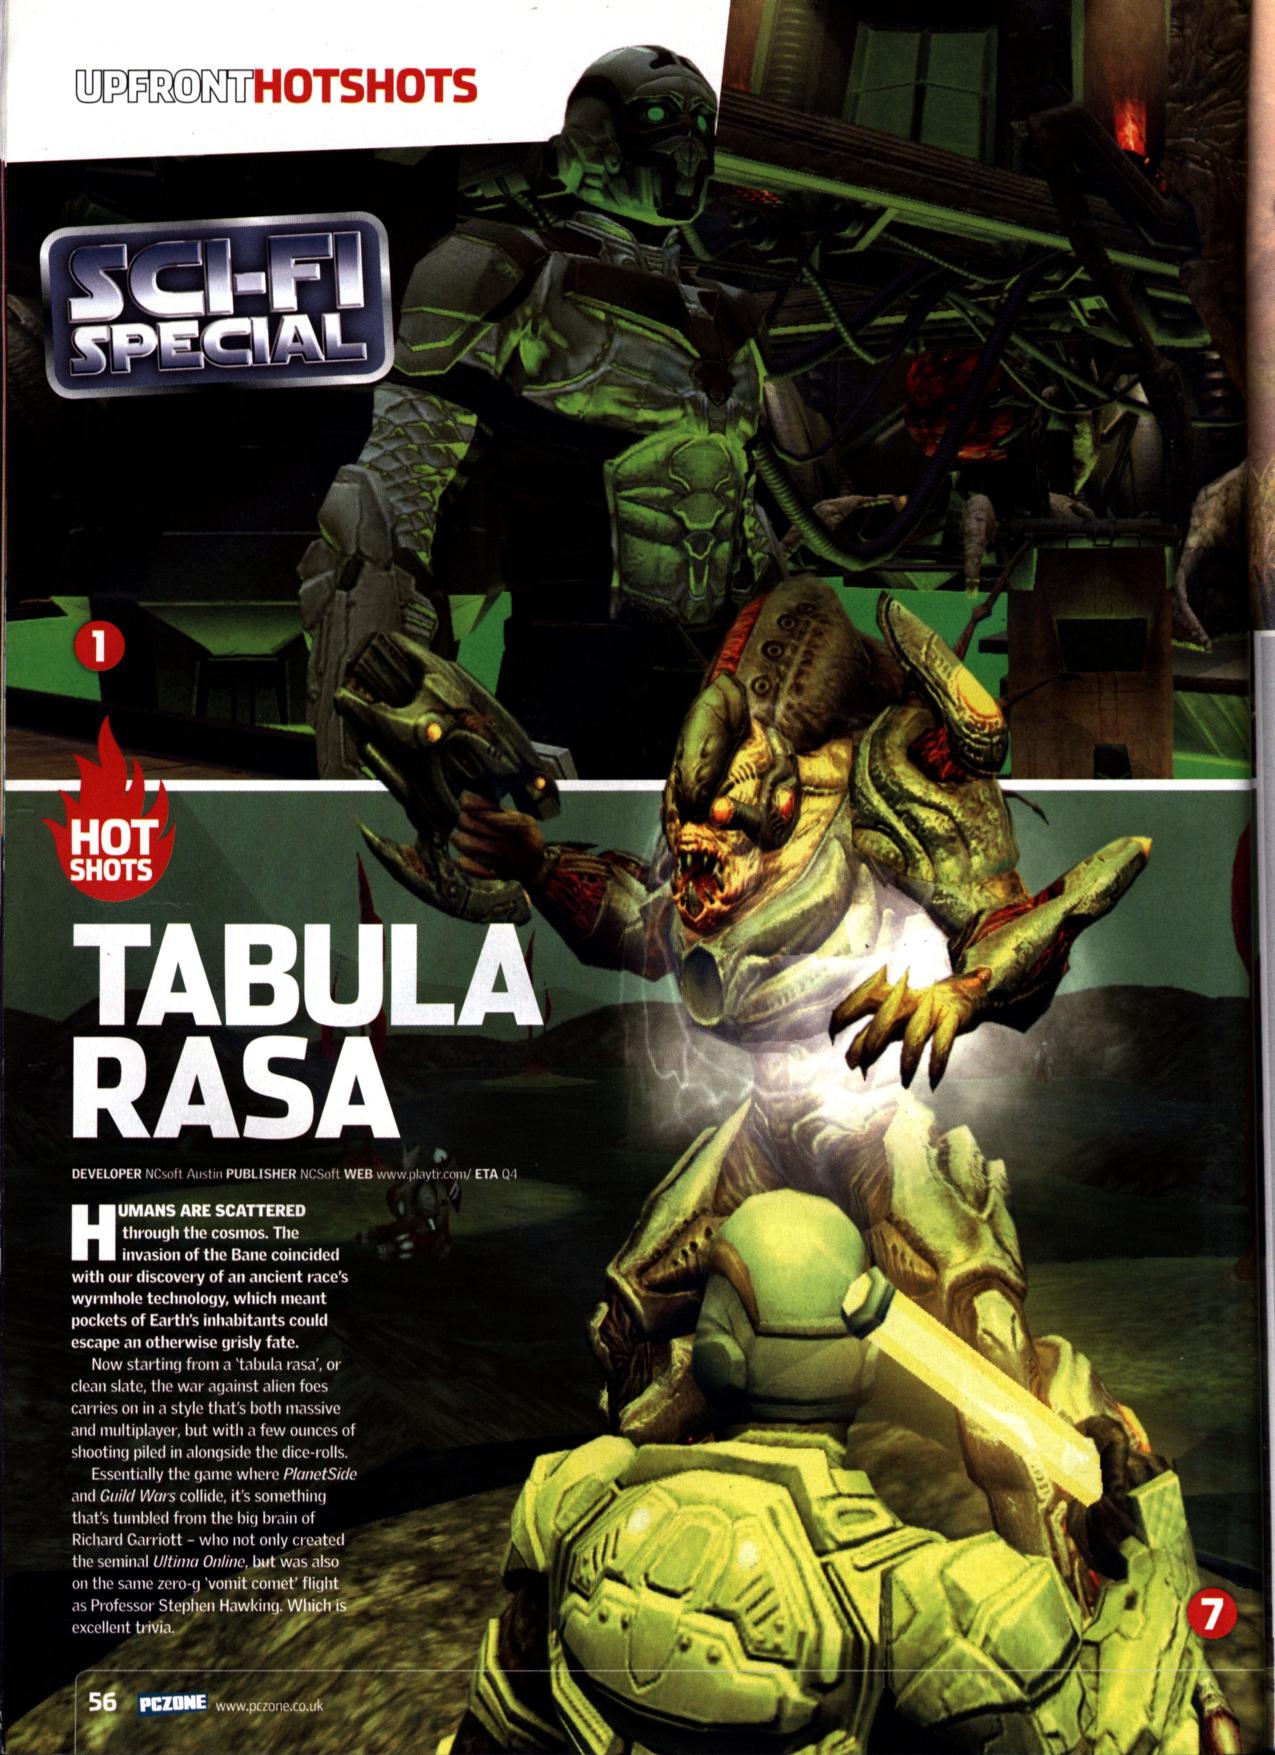 UPFRONTHOTSHOTS
SCI-FI
SPECIAL
1
HOT
SHOTS
TABULA
RASA
DEVELOPER NCsoft Austin PUBLISHER NCSoft WEB www.playtr.com/ ETA Q4
HUMANS ARE SCATTERED
through the cosmos. The
invasion of the Bane coincided
with our discovery of an ancient race's
wyrmhole technology, which meant
pockets of Earth's inhabitants could
escape an otherwise grisly fate.
Now starting from a 'tabula rasa', or
clean slate, the war against alien foes
carries on in a style that's both massive
and multiplayer, but with a few ounces of
shooting piled in alongside the dice-rolls.
Essentially the game where PlanetSide
and Guild Wars collide, it's something
that's tumbled from the big brain of
Richard Garriott – who not only created
the seminal Ultima Online, but was also
on the same zero-g 'vomit comet' flight
as Professor Stephen Hawking. Which is
excellent trivia.
7
56 PCZONE www.pczone.co.uk